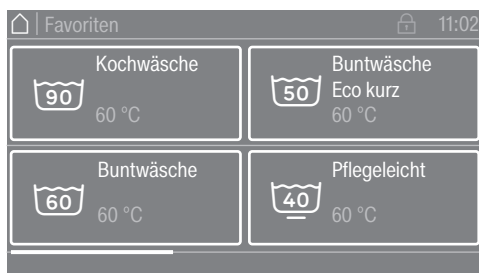 Favoriten 11:02
Kochwäsche
90
60 °C
Buntwäsche
50 Eco kurz
60 °C
Buntwäsche
60
60 °C
Pflegeleicht
40
60 °C